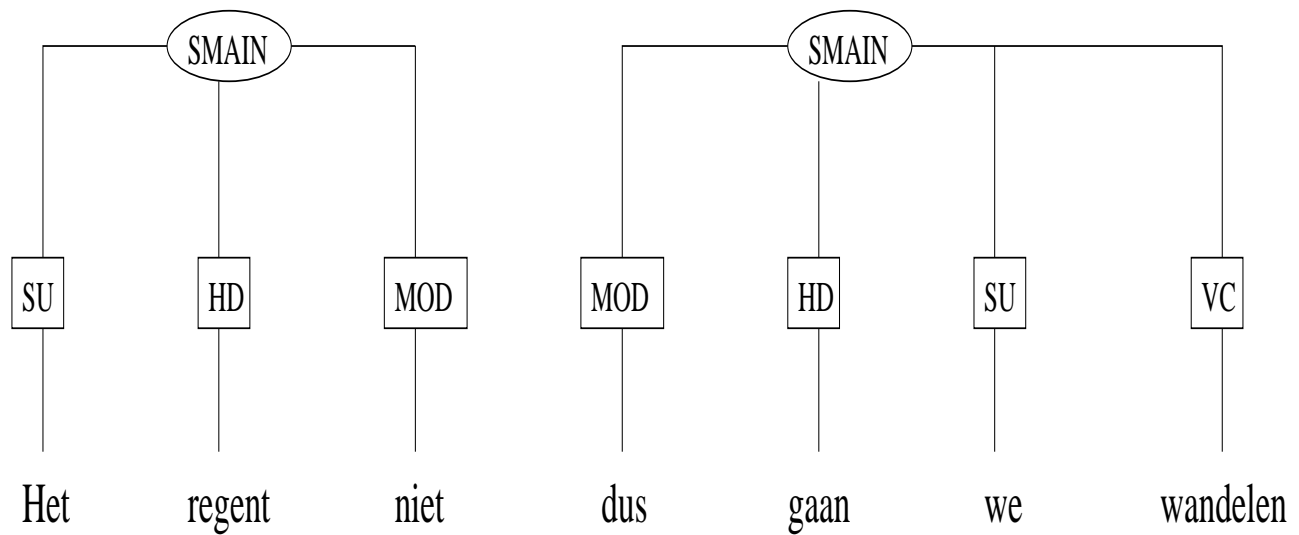 SMAIN SMAIN
SU HD MOD MOD HD SU VC
Het regent niet dus gaan we wandelen